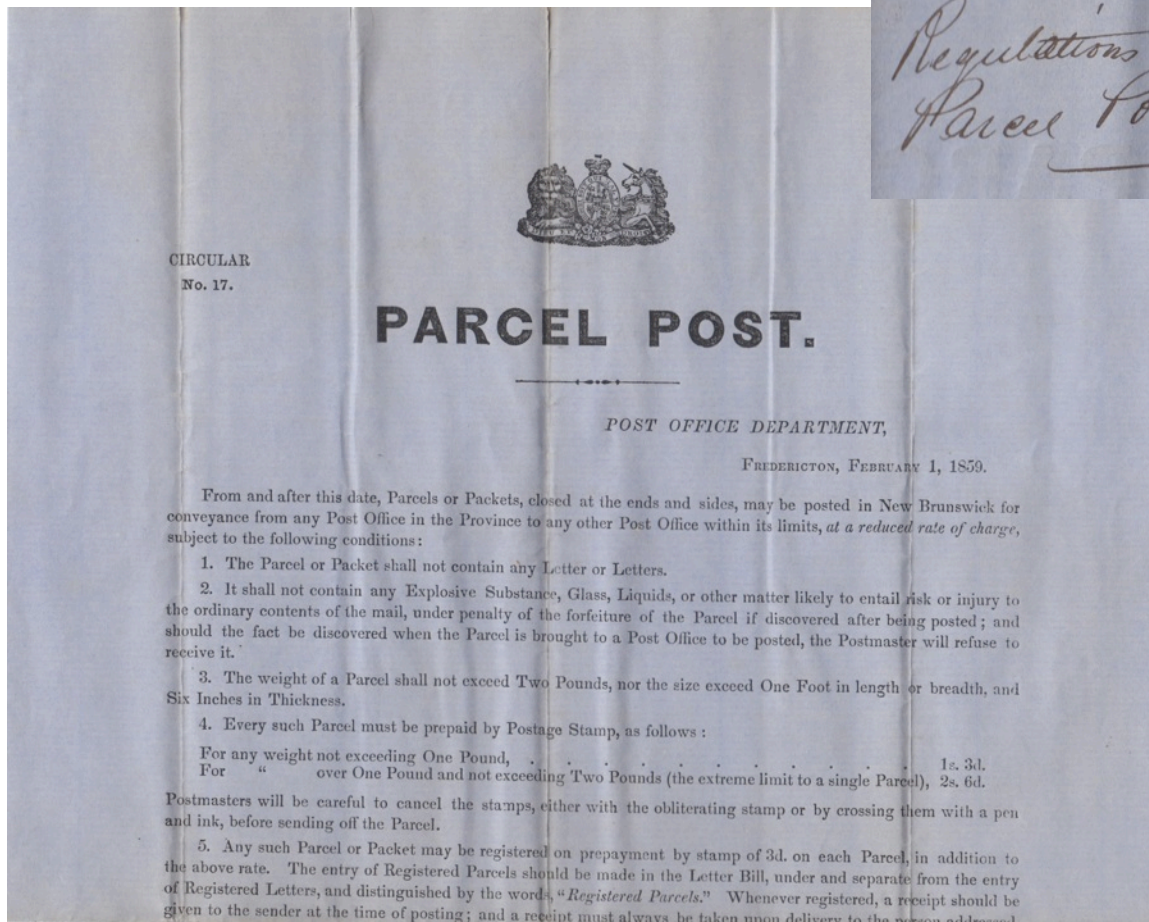 Regulations
Parcel
CIRCULAR
No. 17.
PARCEL POST.
POST OFFICE DEPARTMENT,
FREDERICTON, FEBRUARY 1, 1859.
From and after this date, Parcels or Packets, closed at the ends and sides, may be posted in New Brunswick for
conveyance from any Post Office in the Province to any other Post Office within its limits, at a reduced rate of charge,
subject to the following conditions:
1. The Parcel or Packet shall not contain any Letter or Letters.
2. It shall not contain any Explosive Substance, Glass, Liquids, or other matter likely to entail risk or injury to
the ordinary contents of the mail, under penalty of the forfeiture of the Parcel if discovered after being posted; and
should the fact be discovered when the Parcel is brought to a Post Office to be posted, the Postmaster will refuse to
receive it.
3. The weight of a Parcel shall not exceed Two Pounds, nor the size exceed One Foot in length or breadth, and
Six Inches in Thickness.
4. Every such Parcel must be prepaid by Postage Stamp, as follows:
For any weight not exceeding One Pound, . . . . . . . . . . . 1s. 3d.
For " over One Pound and not exceeding Two Pounds (the extreme limit to a single Parcel), 2s. 6d.
Postmasters will be careful to cancel the stamps, either with the obliterating stamp or by crossing them with a pen
and ink, before sending off the Parcel.
5. Any such Parcel or Packet may be registered on prepayment by stamp of 3d. on each Parcel, in addition to
the above rate. The entry of Registered Parcels should be made in the Letter Bill, under and separate from the entry
of Registered Letters, and distinguished by the words, "Registered Parcels." Whenever registered, a receipt should be
given to the sender at the time of posting; and a receipt must always be taken upon delivery to the person addressed